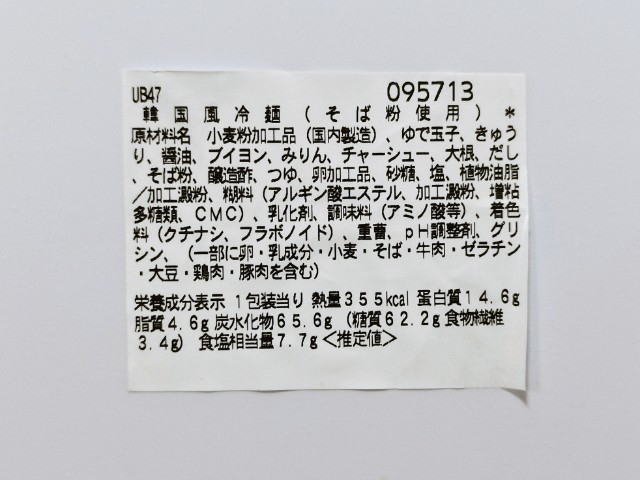 UB47 095713
韓国風冷麺(そば粉使用)*
原材料名 小麦粉加工品(国内製造)、ゆで玉子、きゅう
り、醤油、ブイヨン、みりん、チャーシュー、大根、だし
、そば粉、醸造酢、つゆ、卵加工品、砂糖、塩、植物油脂
/加工澱粉、糊料(アルギン酸エステル、加工澱粉、増粘
多糖類、CMC)、乳化剤、調味料(アミノ酸等)、着色
料(クチナシ、フラボノイド)、重曹、pH調整剤、グリ
シン、(一部に卵・乳成分・小麦・そば・牛肉・ゼラチン
・大豆・鶏肉・豚肉を含む)
栄養成分表示 1包装当り 熱量355kcal 蛋白質14.6g
脂質4.6g 炭水化物65.6g (糖質62.2g 食物繊維
3.4g) 食塩相当量7.7g<推定値>